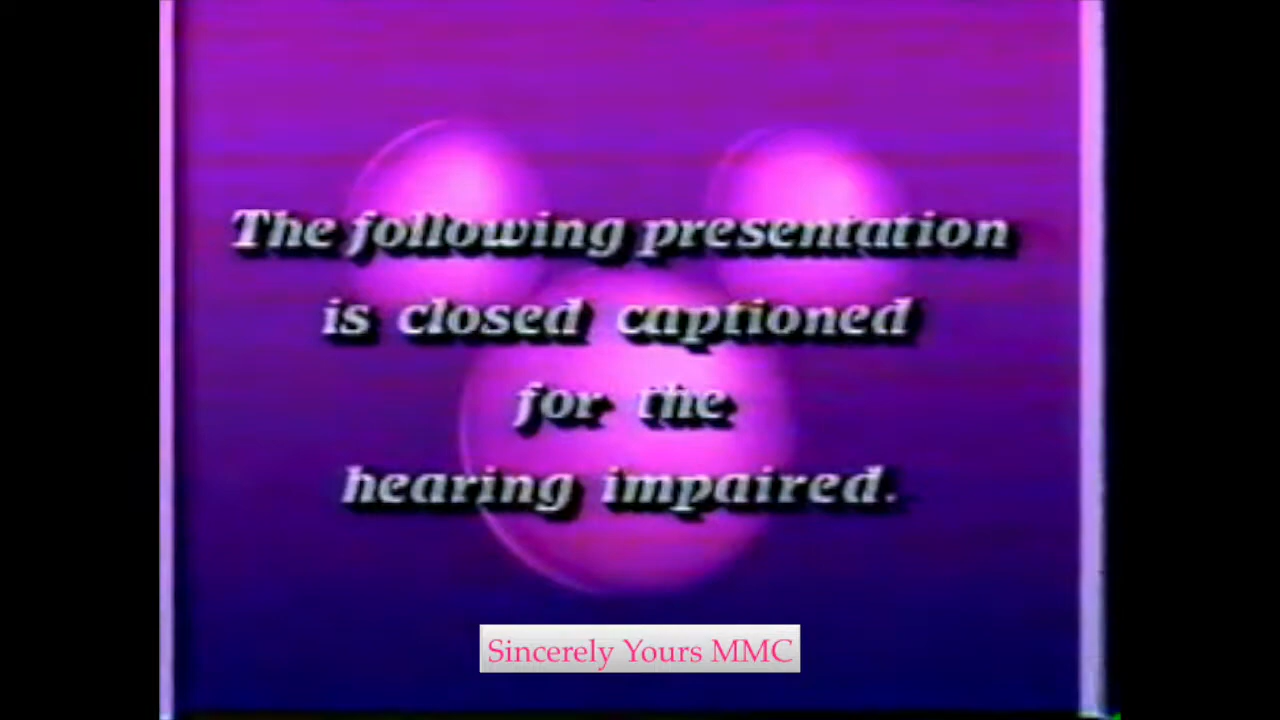 The following presentation
is closed captioned
for the
hearing impaired.
Sincerely Yours MMC